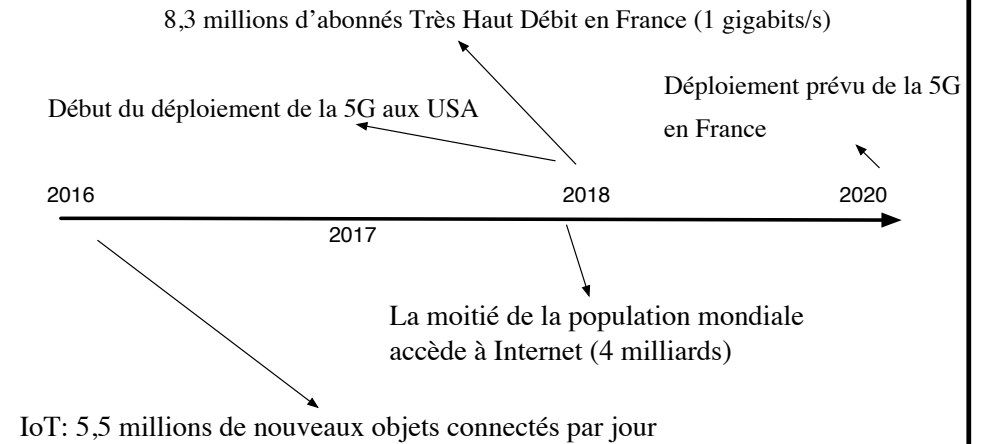 8,3 millions d’abonnés Très Haut Débit en France (1 gigabits/s)
Déploiement prévu de la 5G
en France
Début du déploiement de la 5G aux USA
2016
2018
2020
2017
La moitié de la population mondiale
accède à Internet (4 milliards)
IoT: 5,5 millions de nouveaux objets connectés par jour